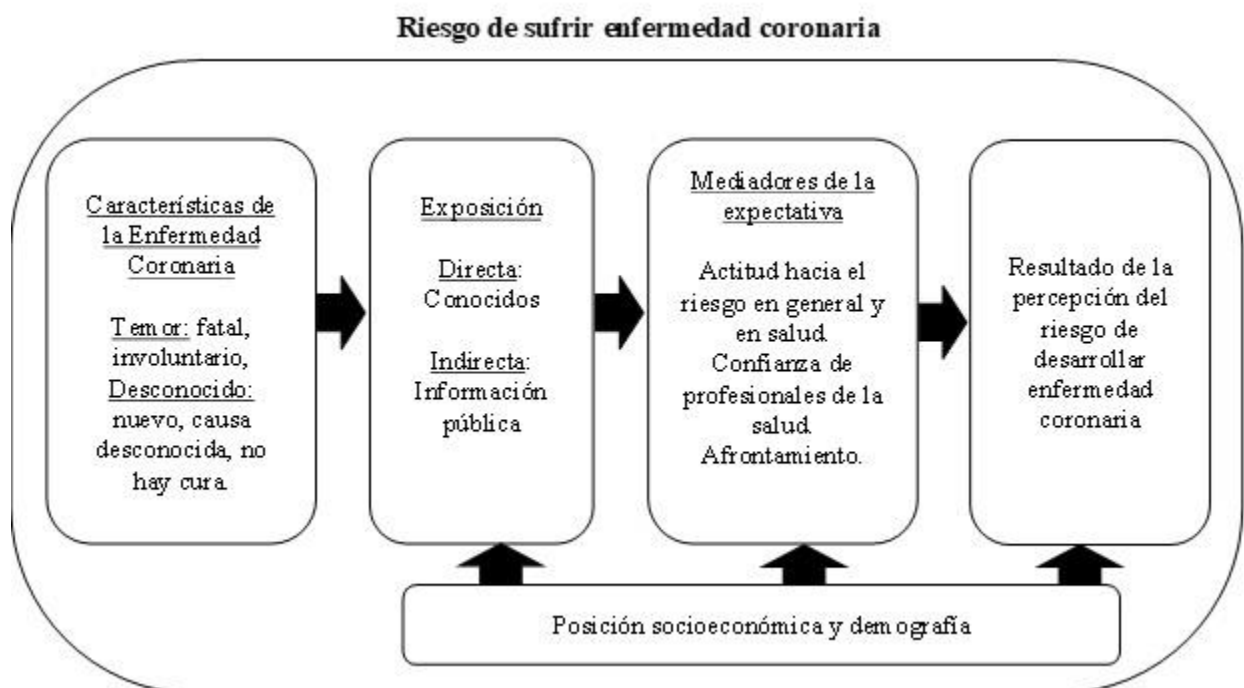 Riesgo de sufrir enfermedad coronaria
Características de
la Enfermedad
Coronaria
Temor: fatal,
involuntario,
Desconocido:
nuevo, causa
desconocida, no
hay cura.
Exposición
Directa:
Conocidos
Indirecta:
Información
pública
Mediadores de la
expectativa
Actitud hacia el
riesgo en general y
en salud.
Confianza de
profesionales de la
salud.
Afrontamiento.
Resultado de la
percepción del
riesgo de
desarrollar
enfermedad
coronaria
Posición socioeconómica y demografía